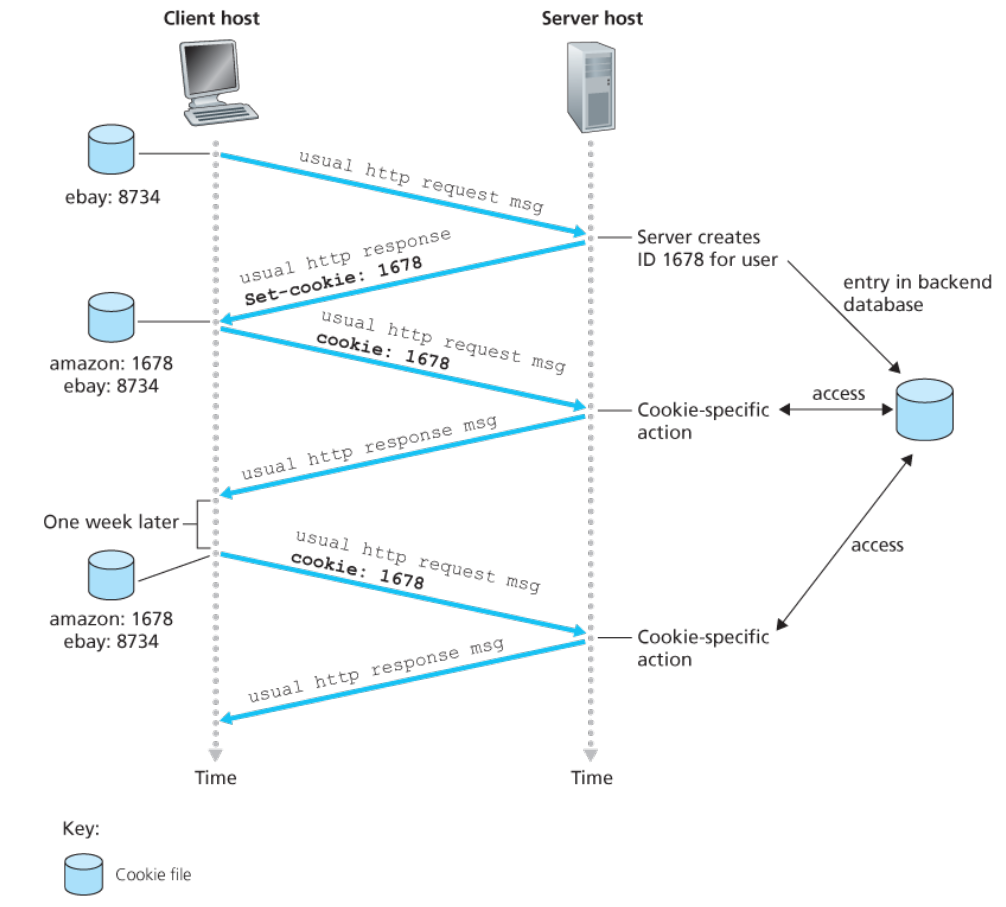 Client host
Server host
usual http request msg
ebay: 8734
Server creates
ID 1678 for user
usual http response
Set-cookie: 1678
entry in backend
database
usual http request msg
cookie: 1678
amazon: 1678
ebay: 8734
access
Cookie-specific
action
usual http response msg
One week later
usual http request msg
cookie: 1678
access
amazon: 1678
ebay: 8734
Cookie-specific
action
usual http response msg
Time
Time
Key:
Cookie file